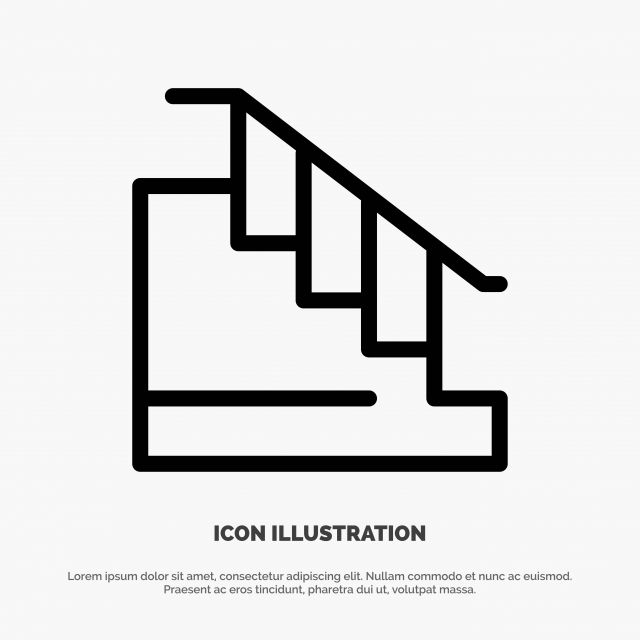 ICON ILLUSTRATION
Lorem ipsum dolor sit amet, consectetur adipiscing elit. Nullam commodo et nunc ac euismod.
Praesent ac eros tincidunt, pharetra dui ut, volutpat massa.